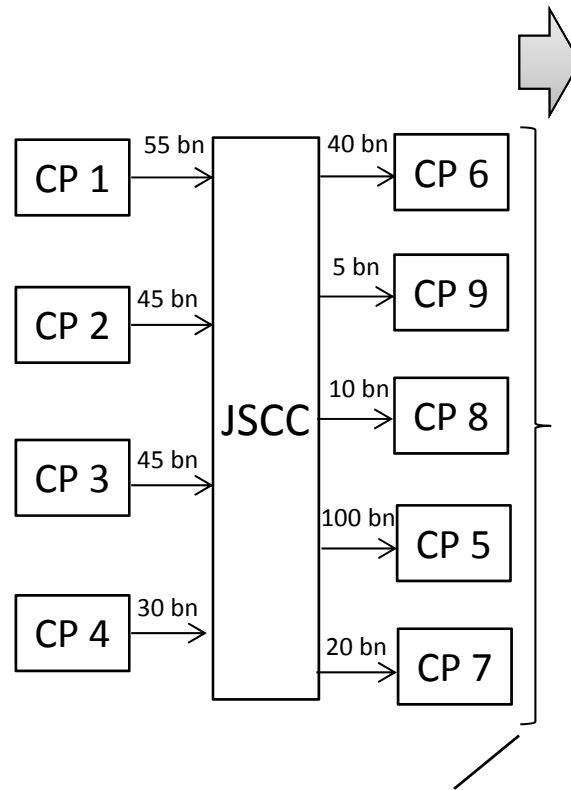 55 bn
40 bn
CP 1
CP 6
45 bn
5 bn
CP 2
CP 9
JSCC
45 bn
10 bn
CP 3
CP 8
30 bn
100 bn
CP 4
CP 5
20 bn
CP 7